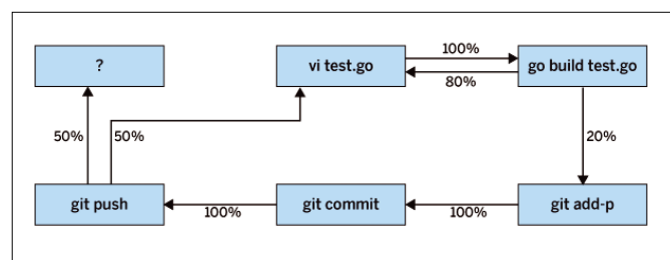 ?
vi test.go
100%
80%
go build test.go
50%
50%
20%
git push
100%
git commit
100%
git add-p